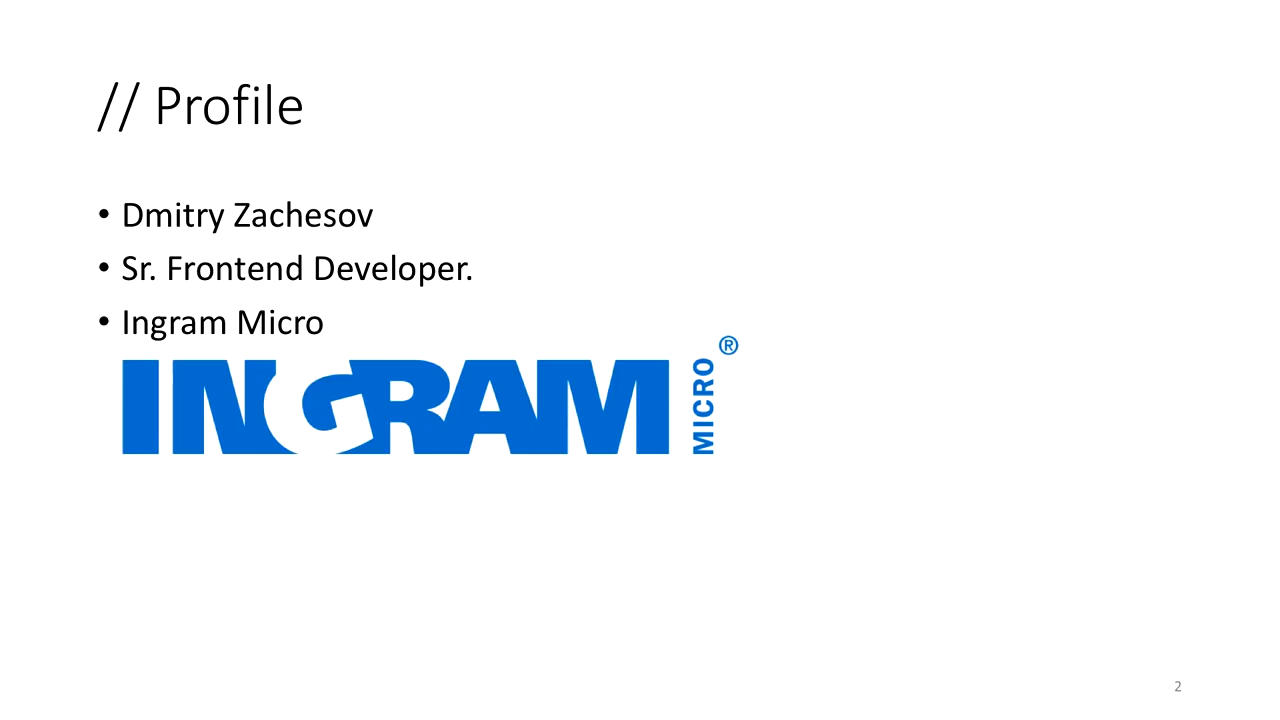 // Profile
• Dmitry Zachesov
• Sr. Frontend Developer.
• Ingram Micro
INGRAM MICRO®
2